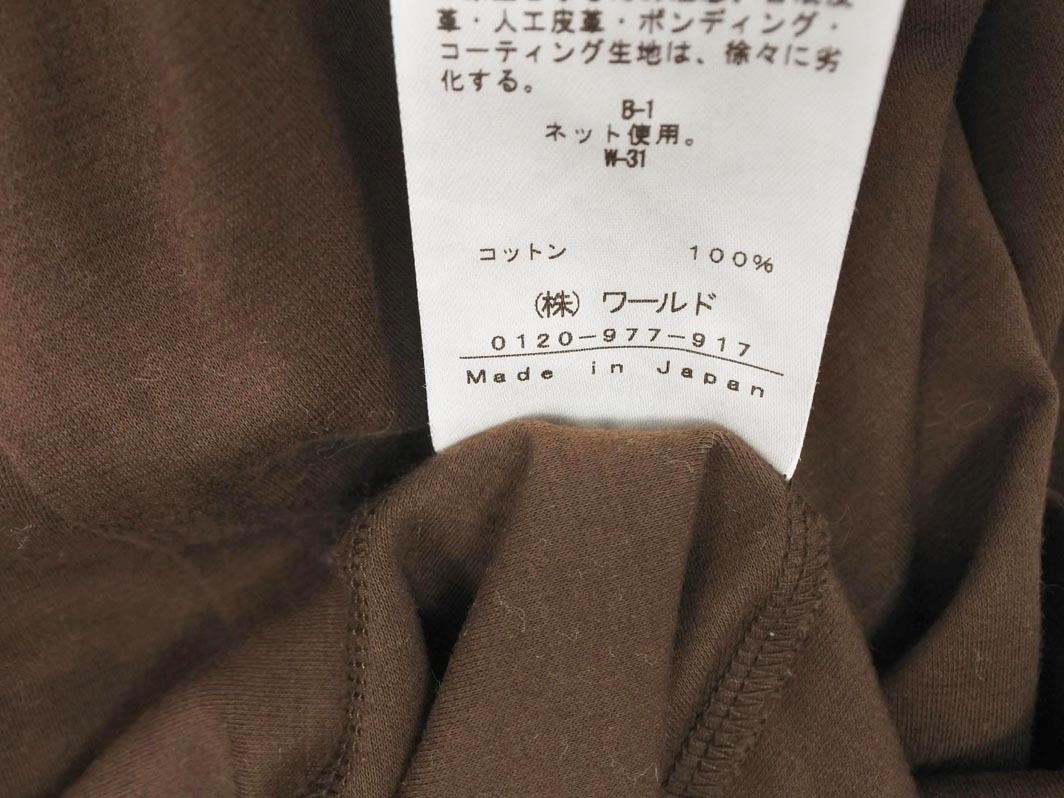 革・人工皮革・ボンディング・
コーティング生地は、徐々に劣
化する。
B-1
ネット使用。
W-31
コットン 100%
(株) ワールド
0120-977-917
Made in Japan